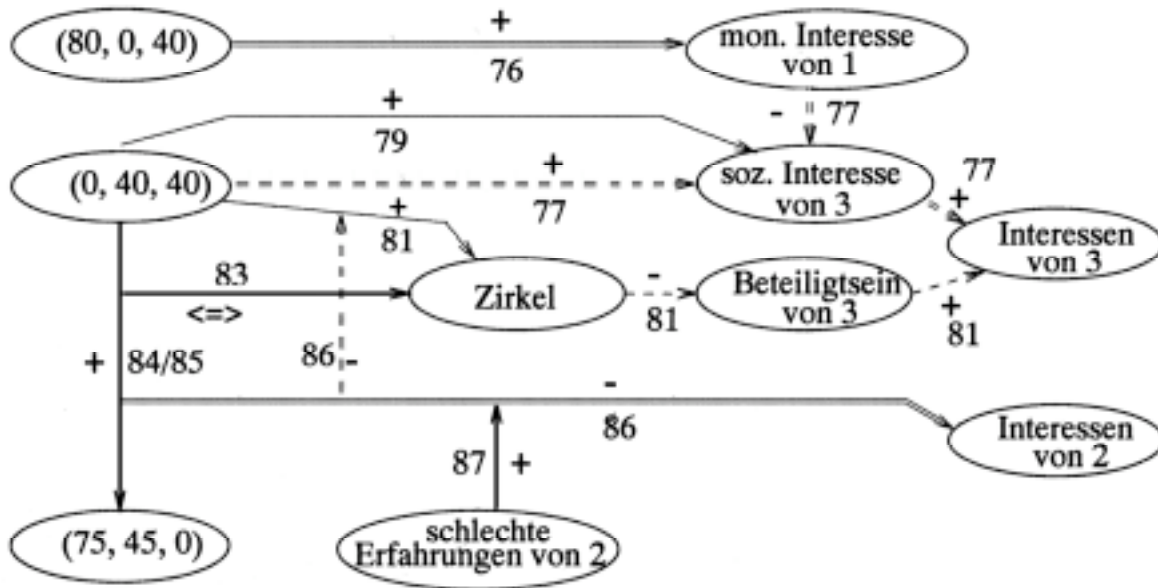 +
(80, 0, 40)
mon. Interesse
von 1
76
- 77
+
79
(0, 40, 40)
+
77
soz. Interesse
von 3
77
+
+
81
Interessen
von 3
83
<=>
Zirkel
-
81
Beteiligtsein
von 3
+
81
+ 84/85
86 -
-
86
Interessen
von 2
87 +
(75, 45, 0)
schlechte
Erfahrungen von 2